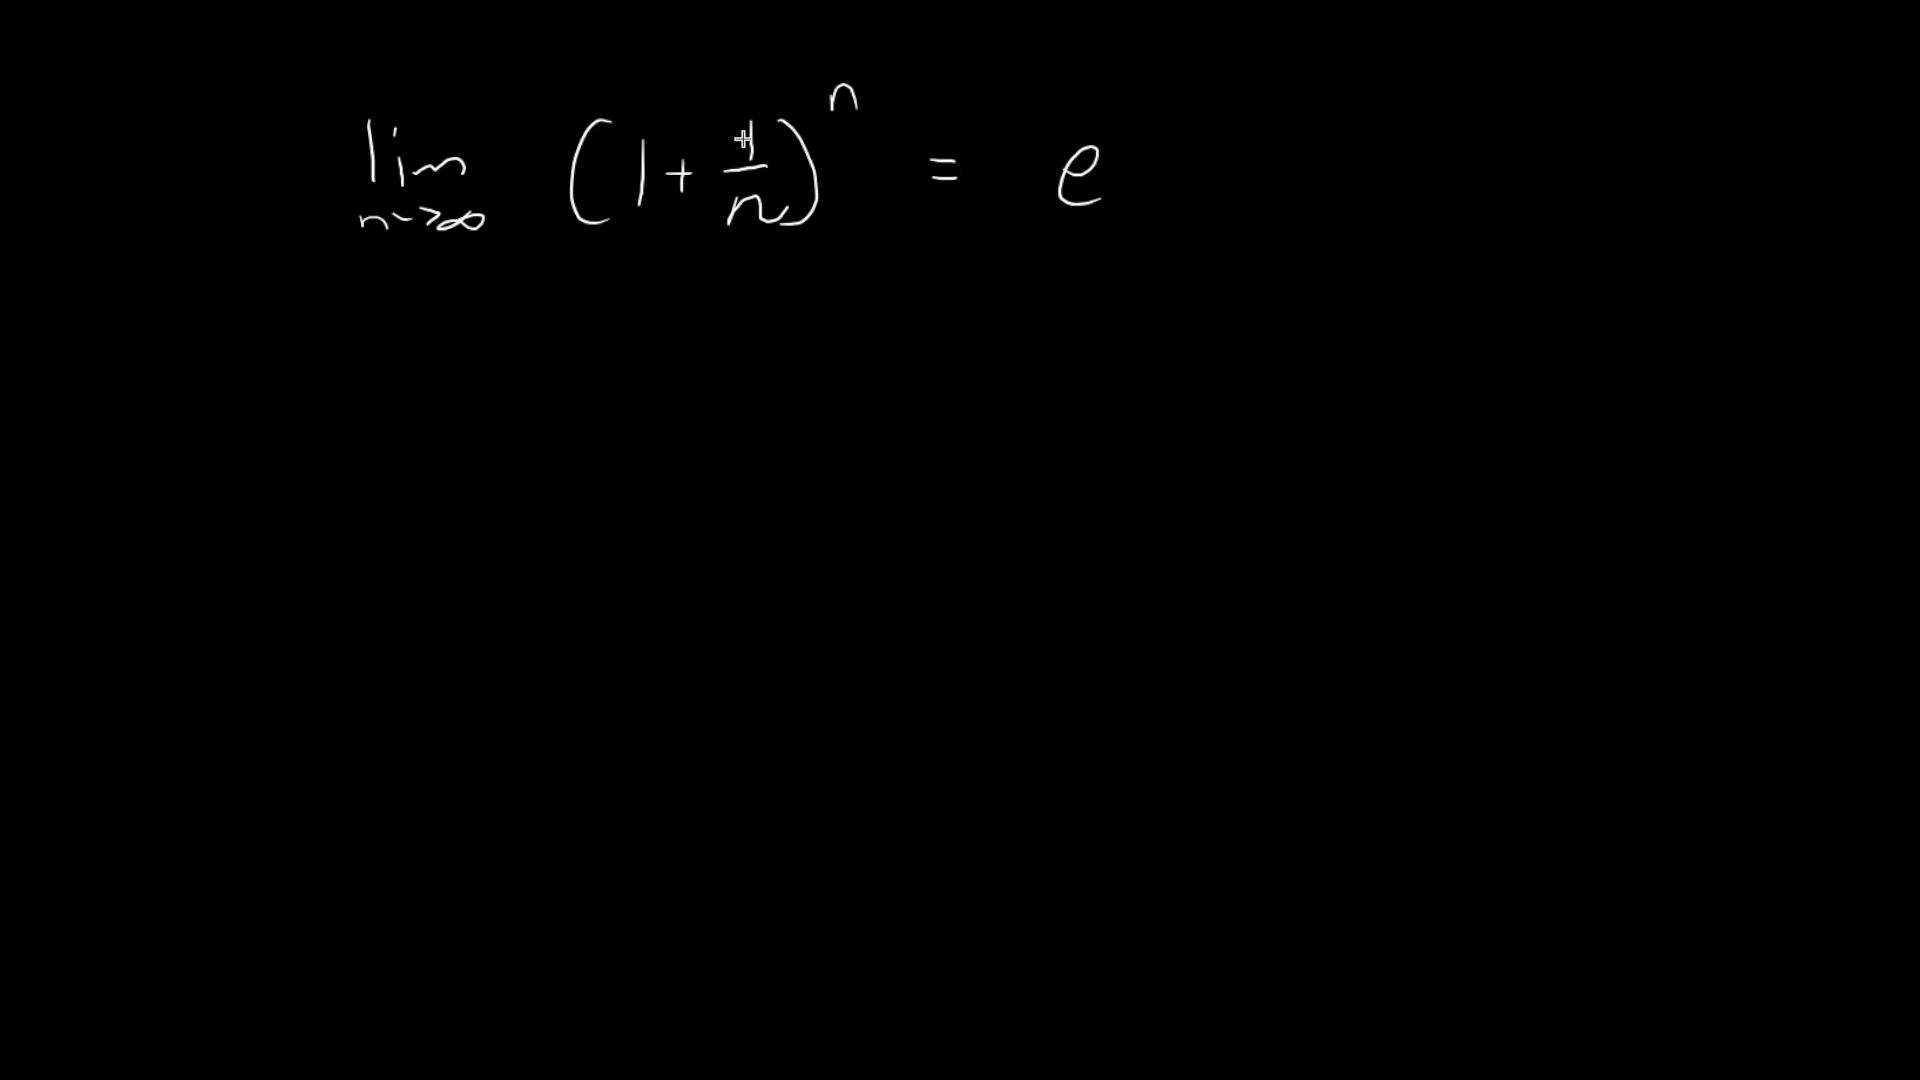 lim n->∞ (1 + 1/n)^n = e